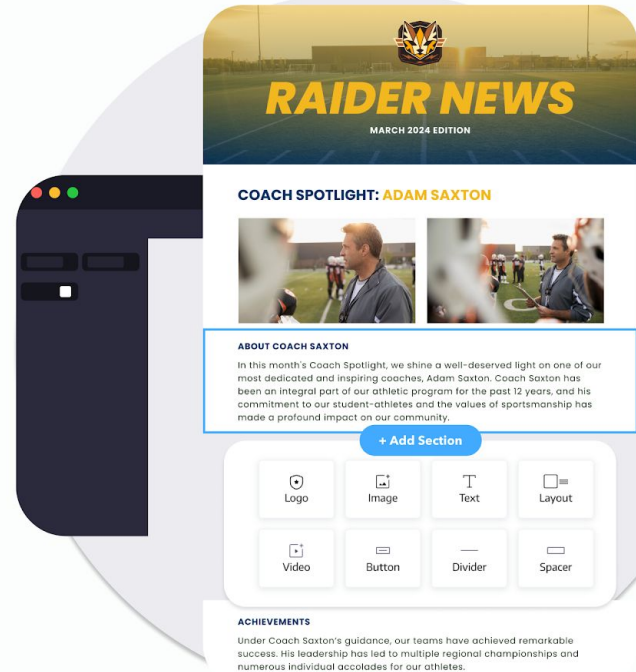 RAIDER NEWS
MARCH 2024 EDITION
COACH SPOTLIGHT: ADAM SAXTON
ABOUT COACH SAXTON
In this month's Coach Spotlight, we shine a well-deserved light on one of our
most dedicated and inspiring coaches, Adam Saxton. Coach Saxton has
been an integral part of our athletic program for the past 12 years, and his
commitment to our student-athletes and the values of sportsmanship has
made a profound impact on our community.
+ Add Section
Logo
Image
Text
Layout
Video
Button
Divider
Spacer
ACHIEVEMENTS
Under Coach Saxton's guidance, our teams have achieved remarkable
success. His leadership has led to multiple regional championships and
numerous individual accolades for our athletes.